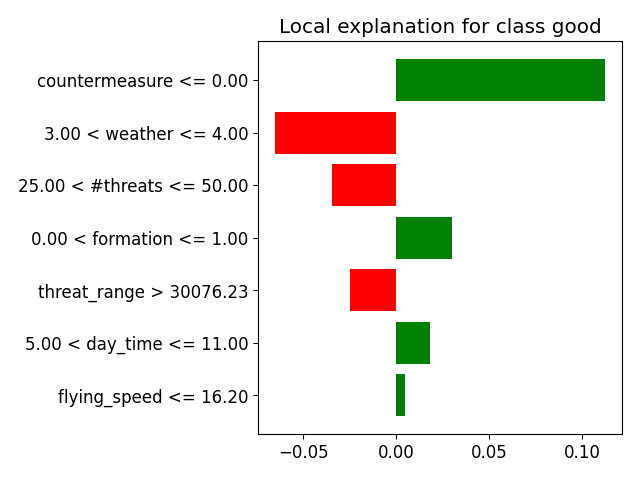 Local explanation for class good
countermeasure <= 0.00
3.00 < weather <= 4.00
25.00 < #threats <= 50.00
0.00 < formation <= 1.00
threat_range > 30076.23
5.00 < day_time <= 11.00
flying_speed <= 16.20
−0.05 0.00 0.05 0.10